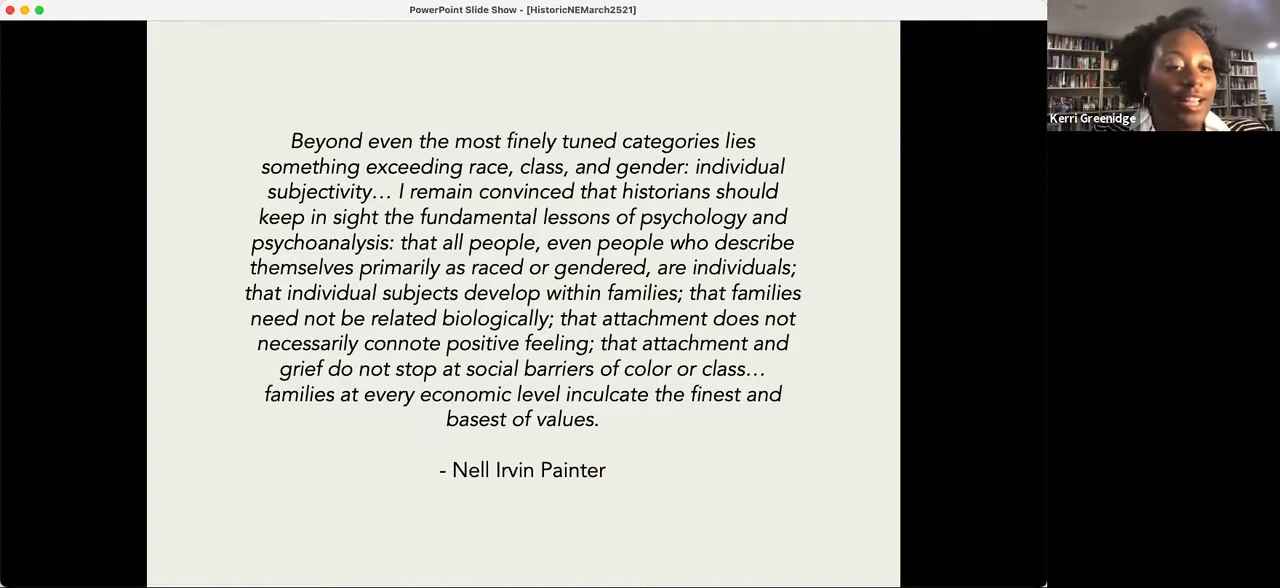 PowerPoint Slide Show - [HistoricNEMarch2521]
Kerri Greenidge
Beyond even the most finely tuned categories lies
something exceeding race, class, and gender: individual
subjectivity… I remain convinced that historians should
keep in sight the fundamental lessons of psychology and
psychoanalysis: that all people, even people who describe
themselves primarily as raced or gendered, are individuals;
that individual subjects develop within families; that families
need not be related biologically; that attachment does not
necessarily connote positive feeling; that attachment and
grief do not stop at social barriers of color or class…
families at every economic level inculcate the finest and
basest of values.
- Nell Irvin Painter